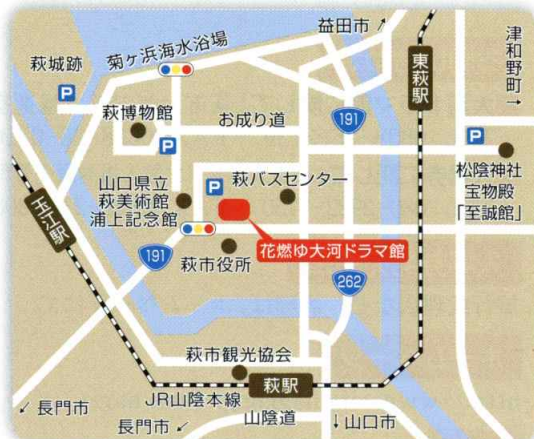 益田市↗
津和野町→
菊ヶ浜海水浴場
萩城跡
P
東萩駅
萩博物館
お成り道
191
P
P
松陰神社
宝物殿
「至誠館」
山口県立
萩美術館
浦上記念館
P
萩バスセンター
玉江駅
花燃ゆ大河ドラマ館
191
萩市役所
262
萩市観光協会
萩駅
JR山陰本線
↙長門市
長門市↙
山陰道
↓山口市